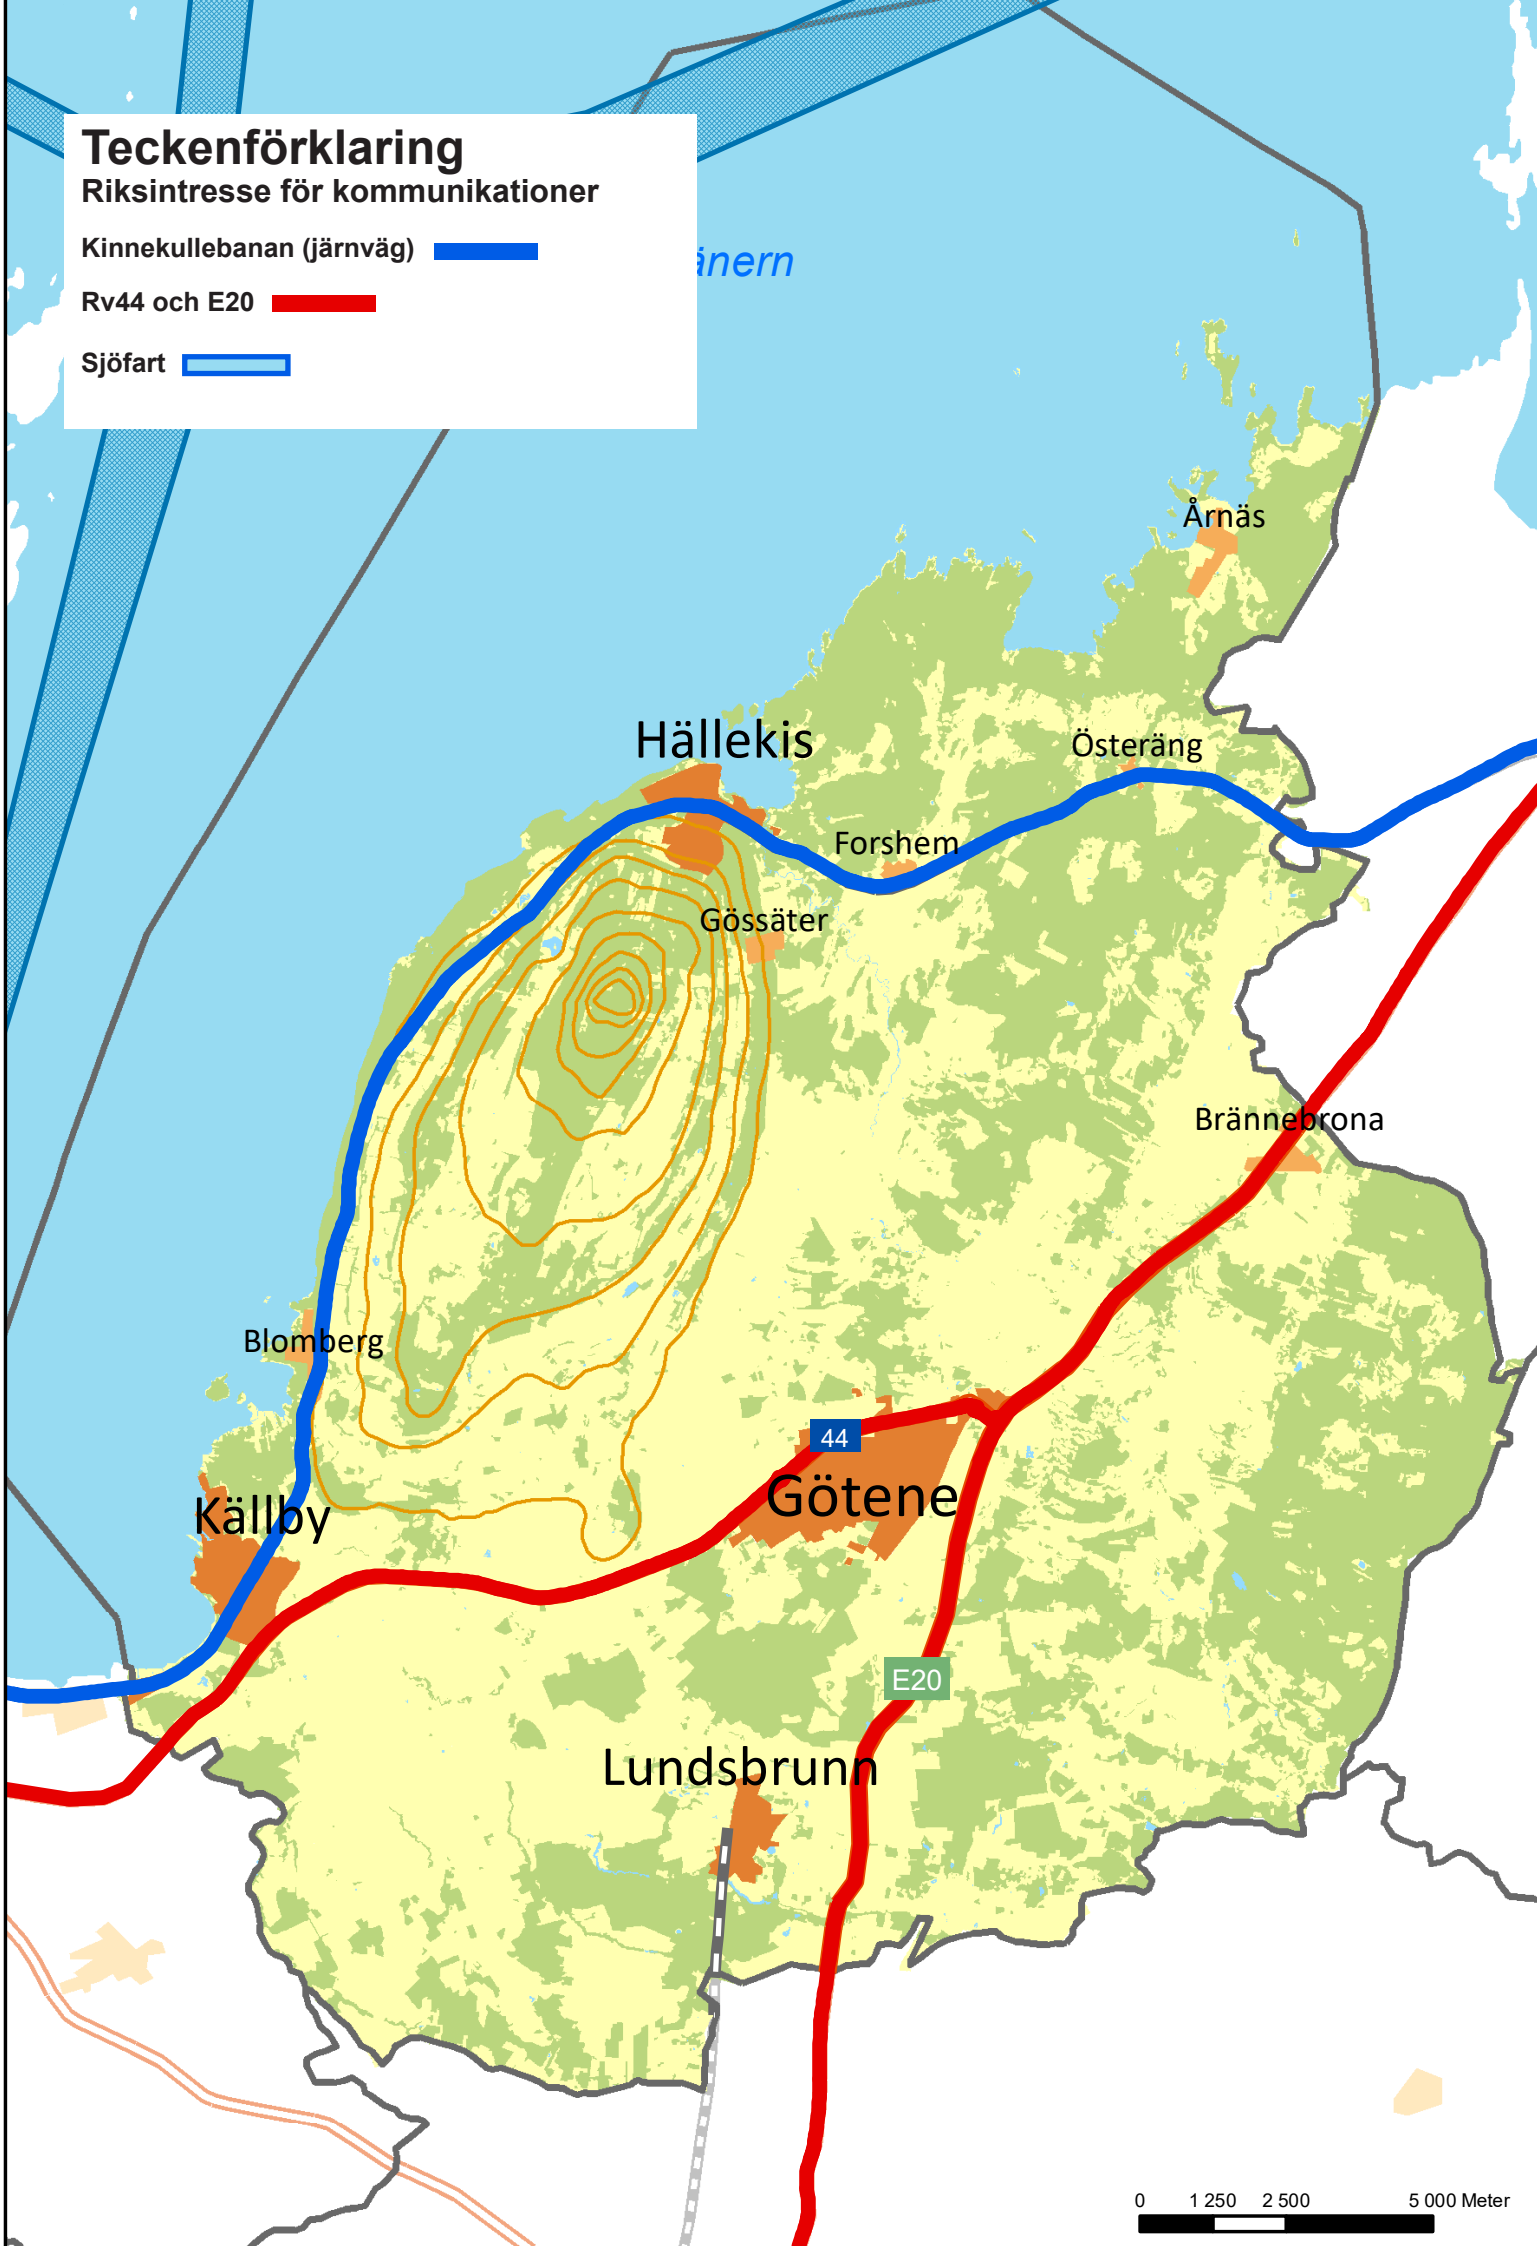 Teckenförklaring
Riksintresse för kommunikationer
Kinnekullebanan (järnväg)
Rv44 och E20
Sjöfart
änern
Årnäs
Hällekis
Österäng
Forshem
Gössäter
Brännebrona
Blomberg
44
Götene
Källby
E20
Lundsbrunn
0 1 250 2 500 5 000 Meter